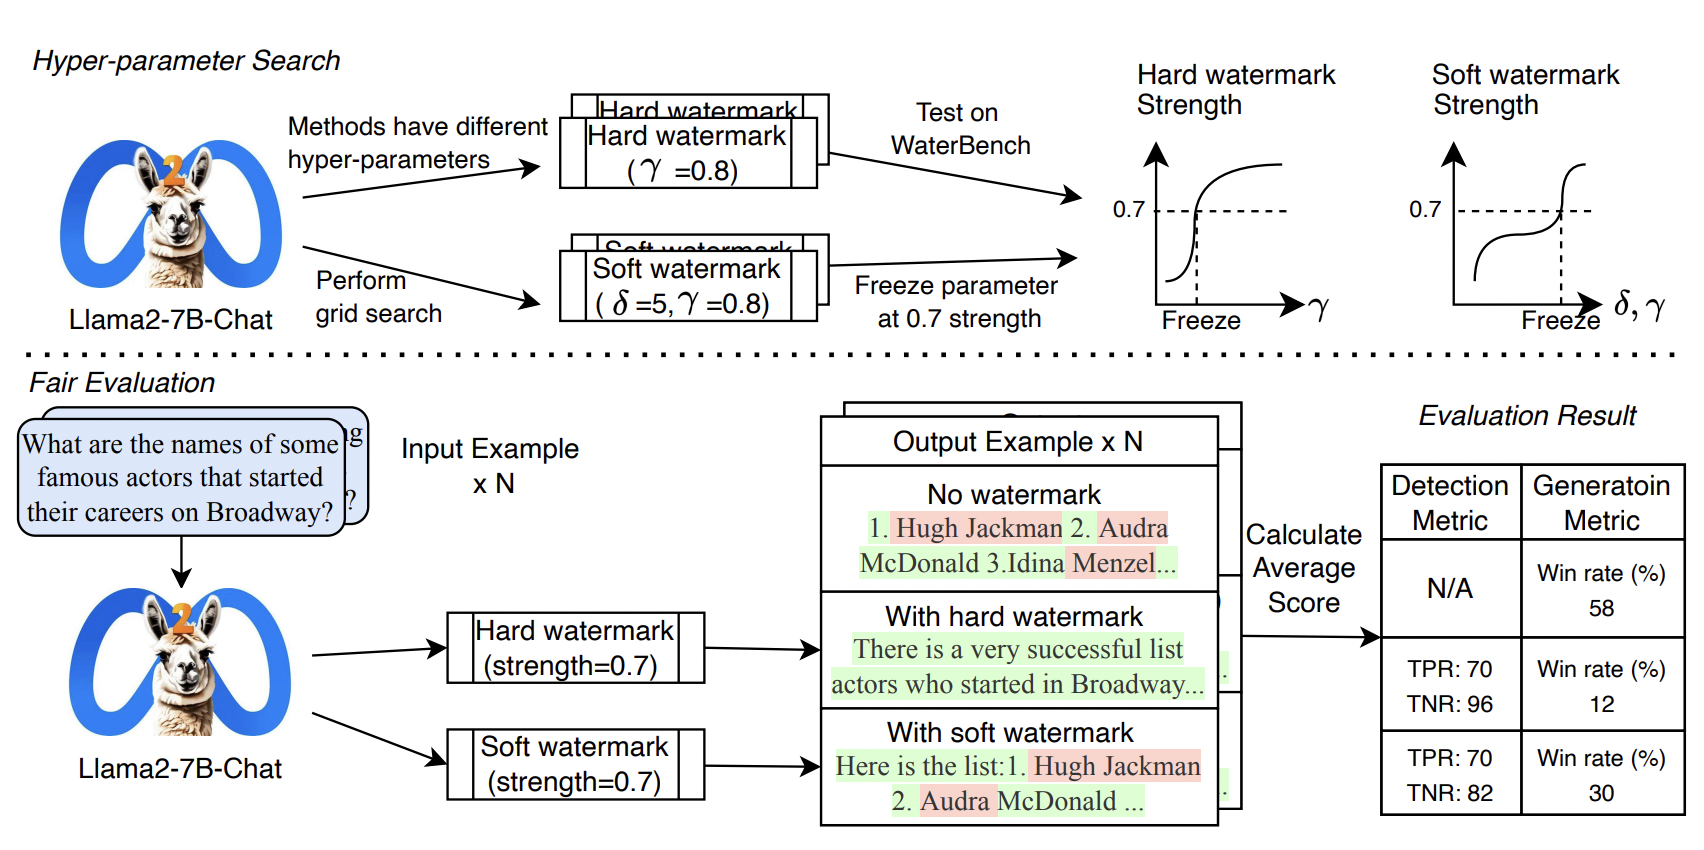 Hyper-parameter Search
Methods have different
hyper-parameters
Perform
grid search
2
Llama2-7B-Chat
Hard watermark
Hard watermark
(γ =0.8)
Soft watermark
Soft watermark
( δ =5, γ =0.8)
Test on
WaterBench
Freeze parameter
at 0.7 strength
Hard watermark
Strength
0.7
Freeze
γ
Soft watermark
Strength
0.7
Freeze
δ, γ
Fair Evaluation
What are the names of some
famous actors that started
their careers on Broadway?
ng
?
Input Example
x N
2
Llama2-7B-Chat
Hard watermark
(strength=0.7)
Soft watermark
(strength=0.7)
Output Example x N
No watermark
1. Hugh Jackman 2. Audra
McDonald 3.Idina Menzel...
With hard watermark
There is a very successful list
actors who started in Broadway...
With soft watermark
Here is the list:1. Hugh Jackman
2. Audra McDonald ...
Calculate
Average
Score
Evaluation Result
Detection
Metric
Generatoin
Metric
N/A
Win rate (%)
58
TPR: 70
TNR: 96
Win rate (%)
12
TPR: 70
TNR: 82
Win rate (%)
30